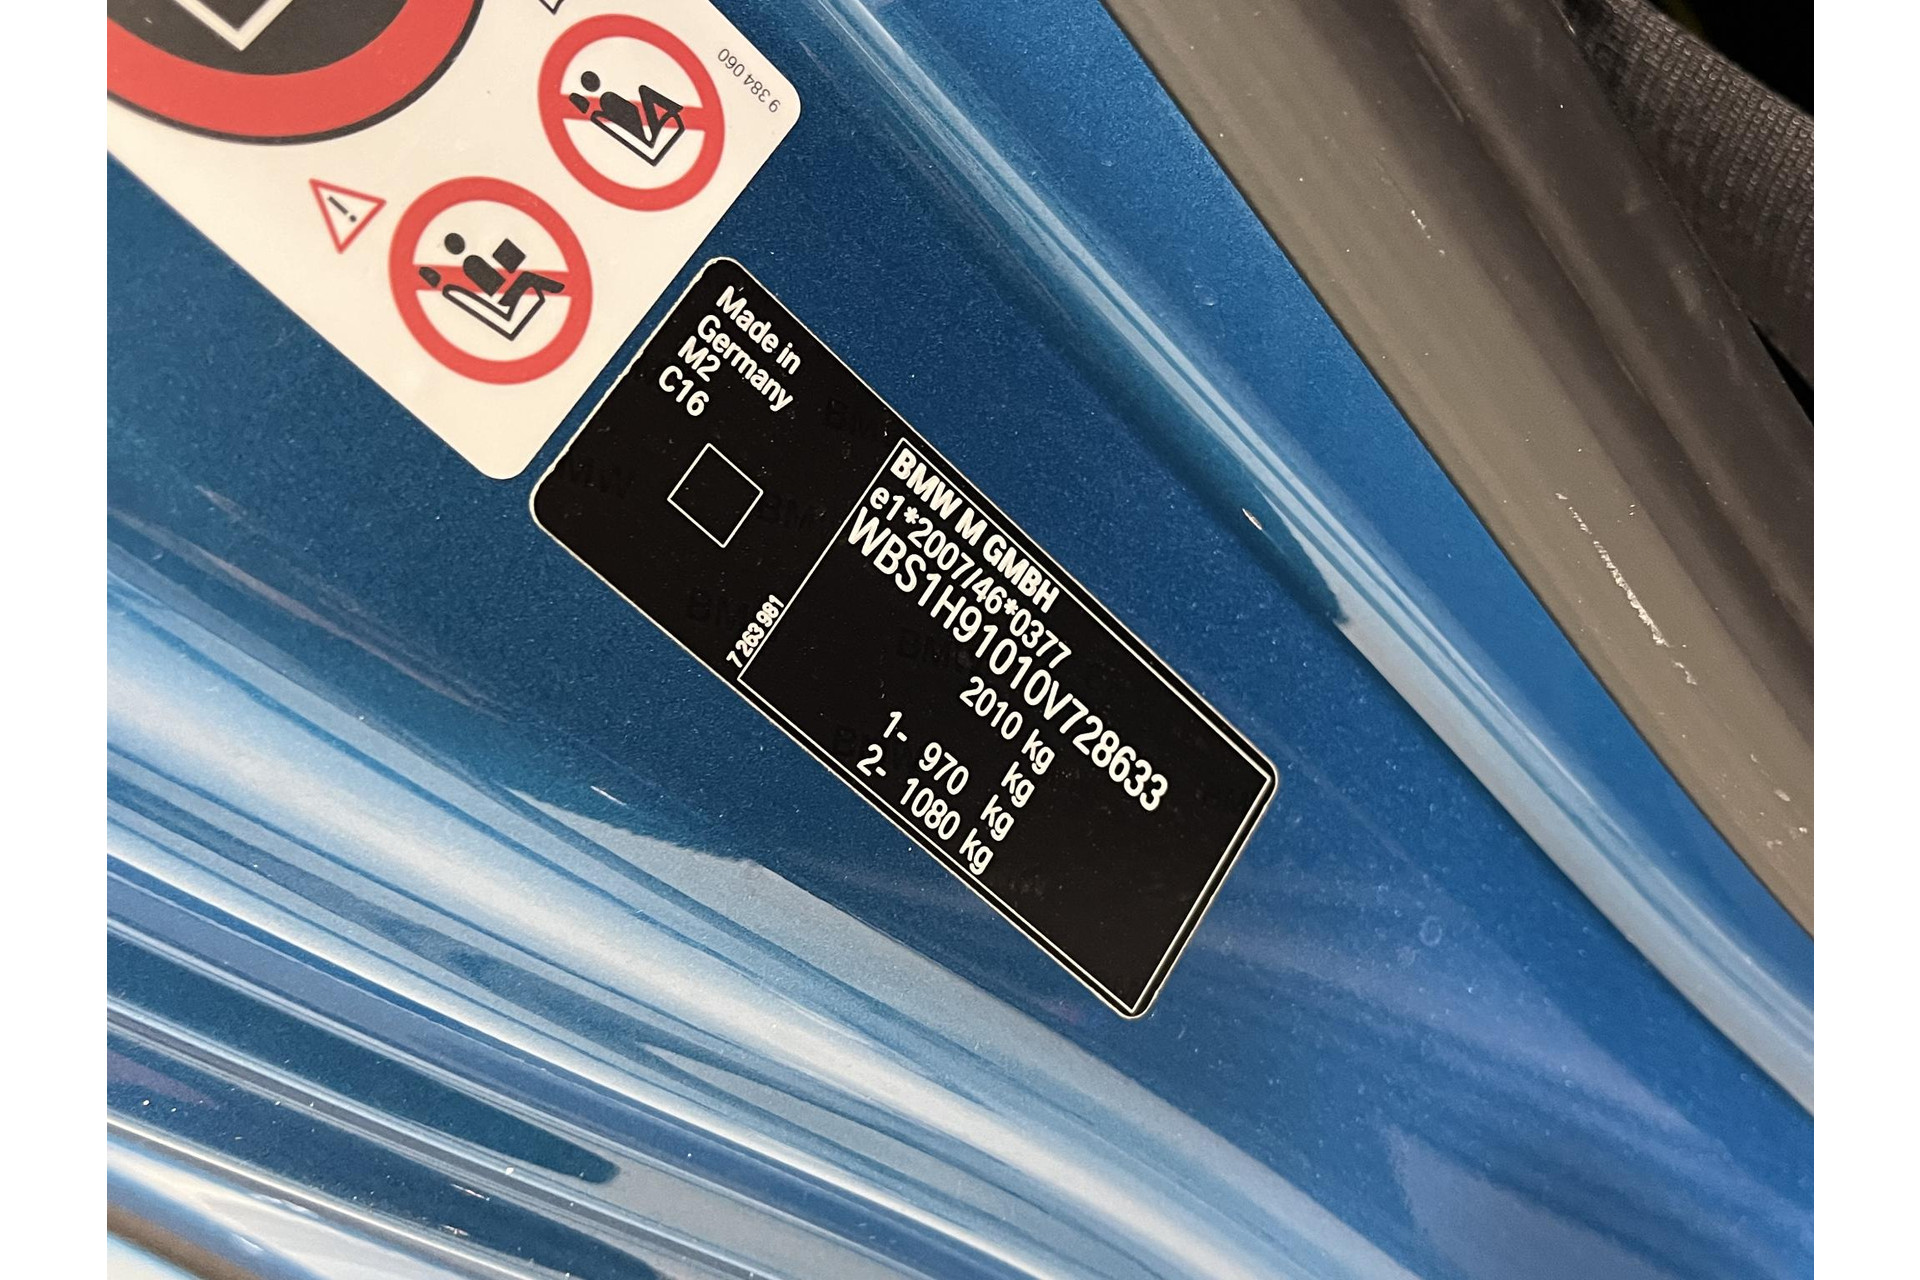 9 384 060
Made in
Germany
M2
C16
7 263 981
BMW M GMBH
e1*2007/46*0377
WBS1H91010V728633
2010 kg
kg
1- 970 kg
2- 1080 kg